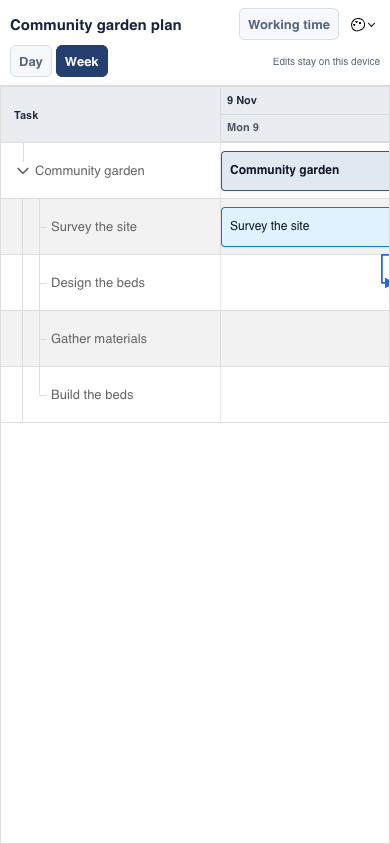 Community garden plan
Working time
Day
Week
Edits stay on this device
Task
9 Nov
Mon 9
Community garden
Community garden
Survey the site
Survey the site
Design the beds
Gather materials
Build the beds